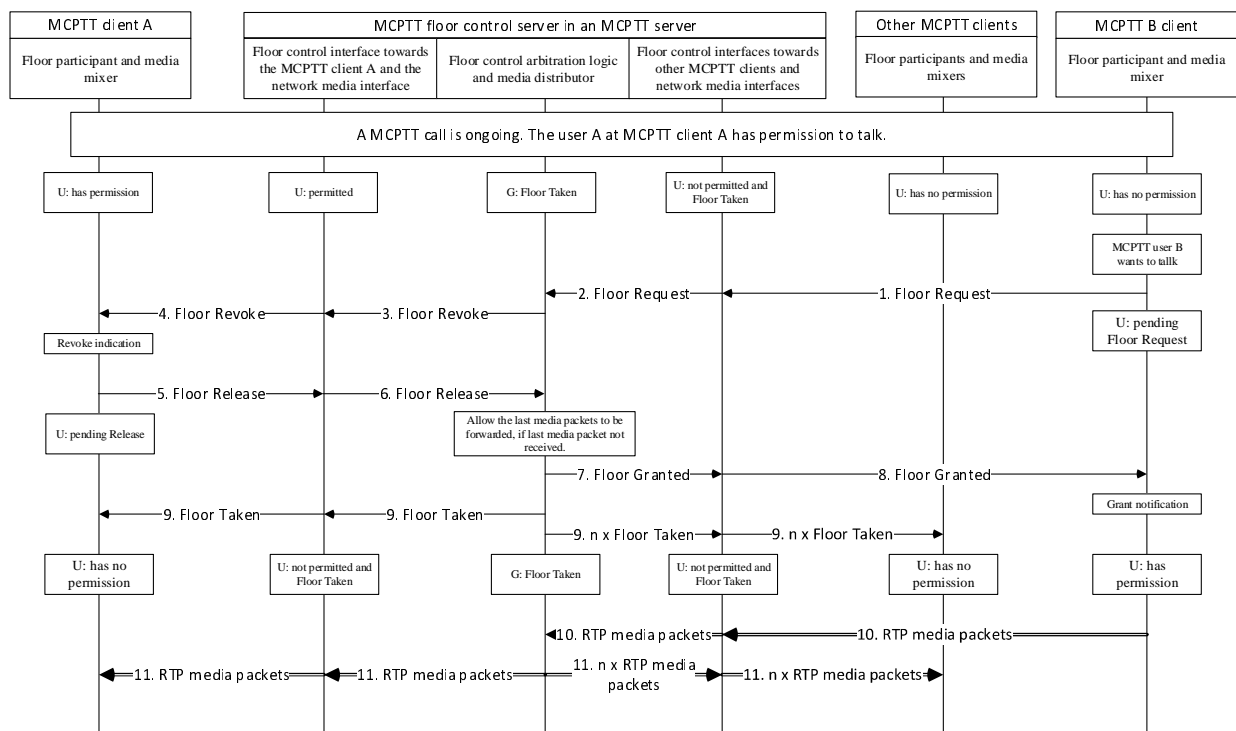 MCPTT client A
MCPTT floor control server in an MCPTT server
Other MCPTT clients
MCPTT B client
Floor participant and media
mixer
Floor control interface towards
the MCPTT client A and the
network media interface
Floor control arbitration logic
and media distributor
Floor control interfaces towards
other MCPTT clients and
network media interfaces
Floor participants and media
mixers
Floor participant and media
mixer
A MCPTT call is ongoing. The user A at MCPTT client A has permission to talk.
U: has permission
U: permitted
G: Floor Taken
U: not permitted and
Floor Taken
U: has no permission
U: has no permission
MCPTT user B
wants to tallk
2. Floor Request
1. Floor Request
4. Floor Revoke
3. Floor Revoke
U: pending
Floor Request
Revoke indication
5. Floor Release
6. Floor Release
U: pending Release
Allow the last media packets to be
forwarded, if last media packet not
received.
7. Floor Granted
8. Floor Granted
Grant notification
9. Floor Taken
9. Floor Taken
9. n x Floor Taken
9. n x Floor Taken
U: has no
permission
U: not permitted and
Floor Taken
G: Floor Taken
U: not permitted and
Floor Taken
U: has no
permission
U: has
permission
10. RTP media packets
10. RTP media packets
11. RTP media packets
11. RTP media packets
11. n x RTP media
packets
11. n x RTP media packets